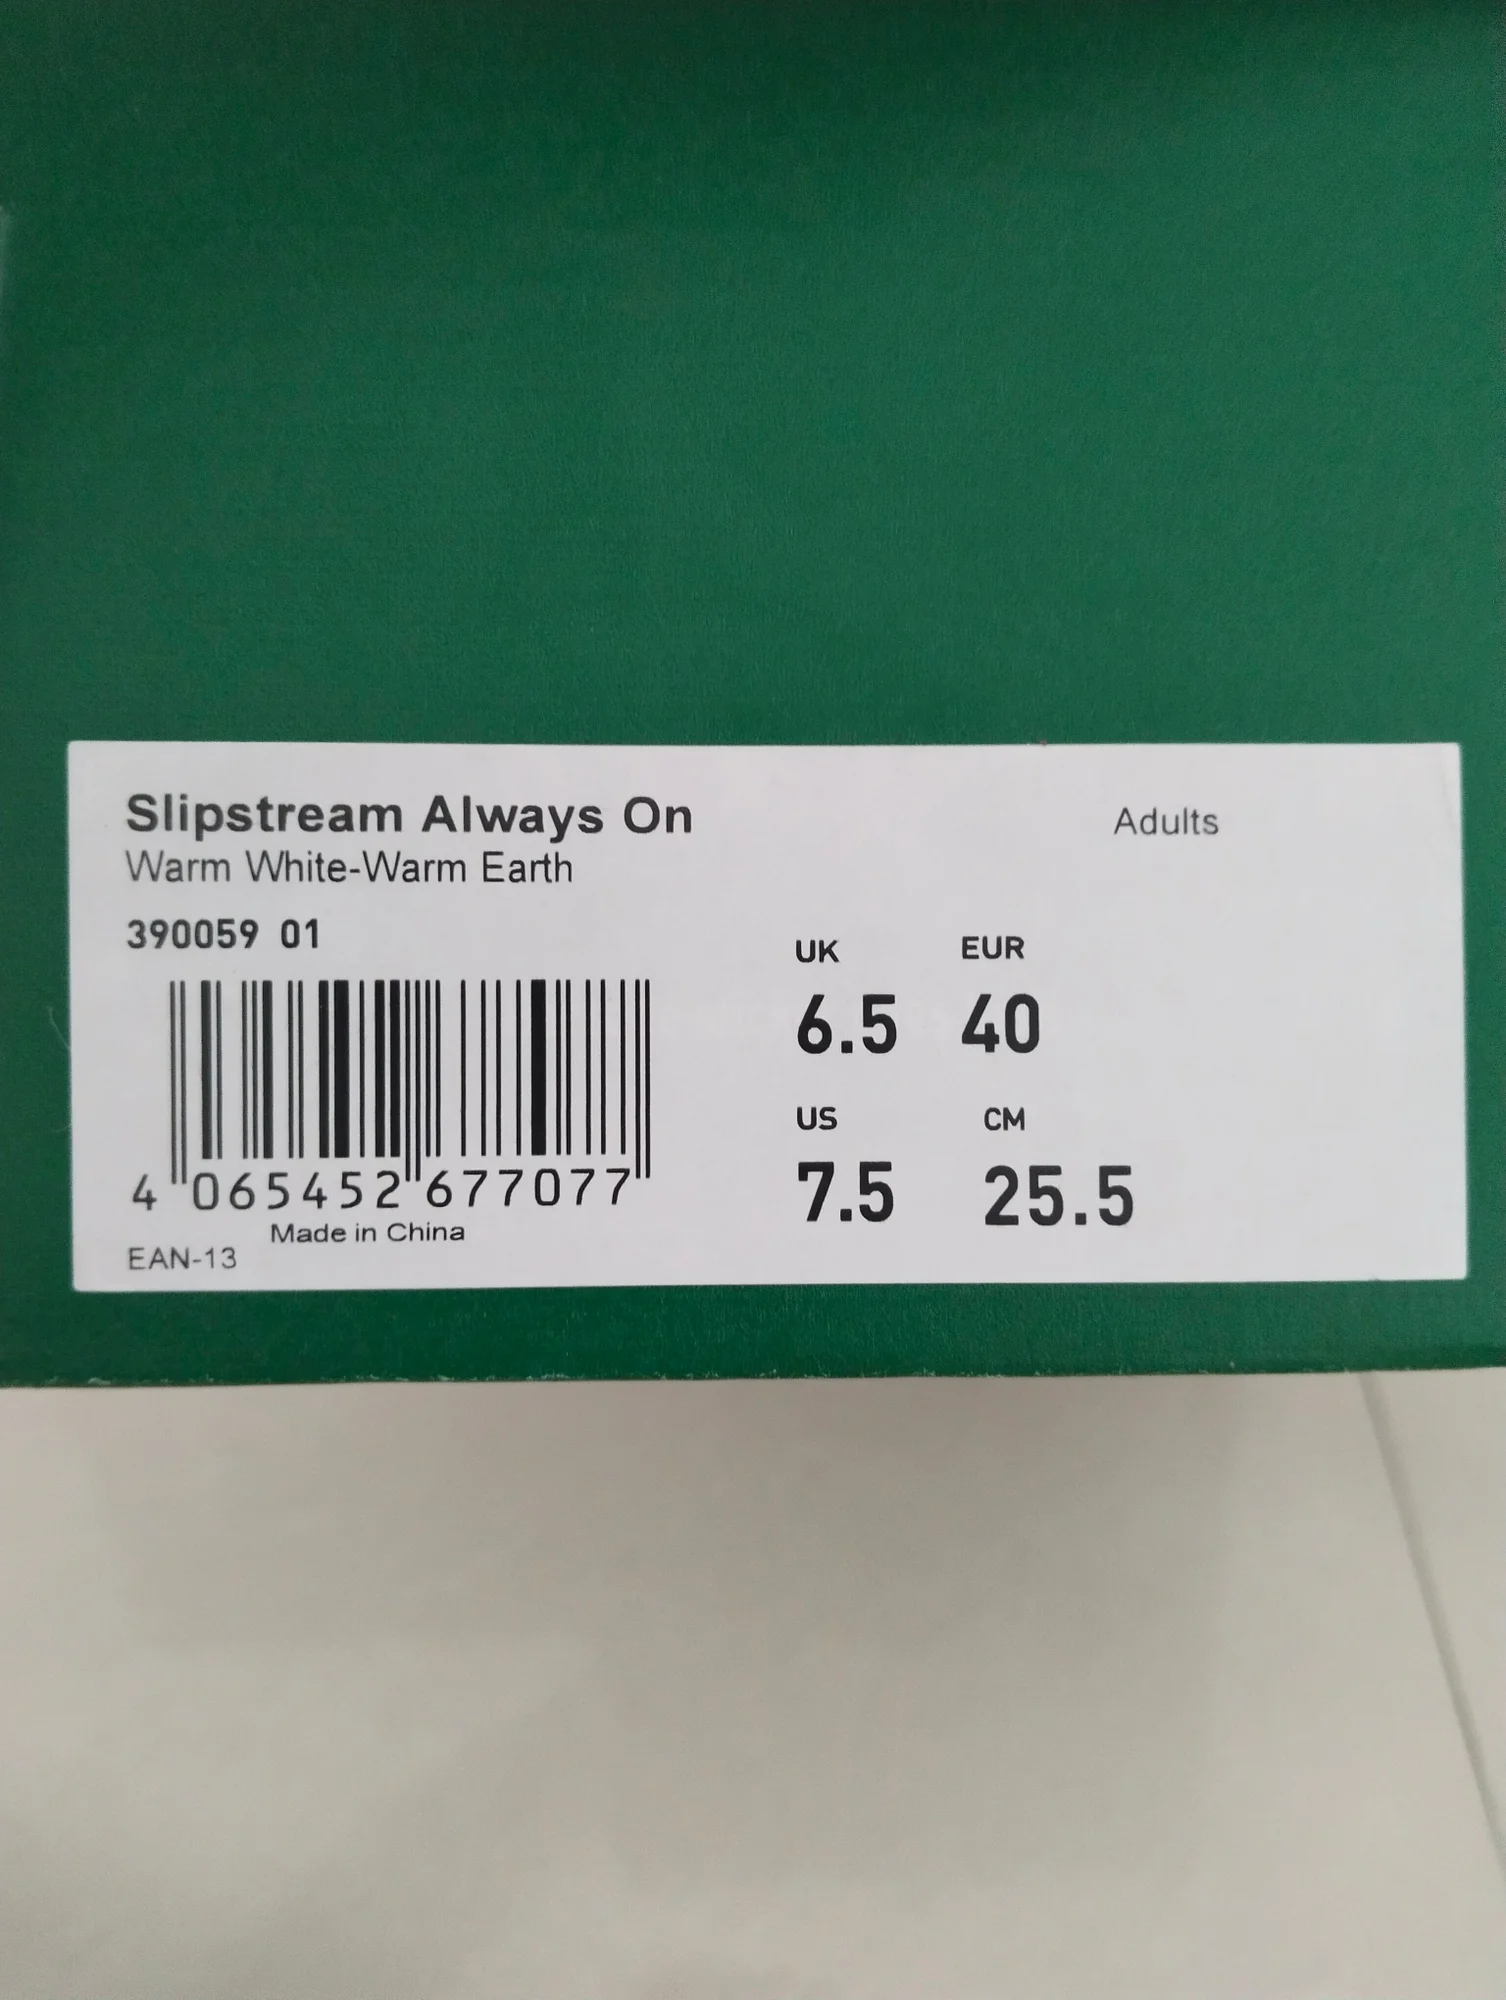 Slipstream Always On
Adults
Warm White-Warm Earth
390059 01
UK EUR
6.5 40
US CM
7.5 25.5
4 065452 677077
Made in China
EAN-13